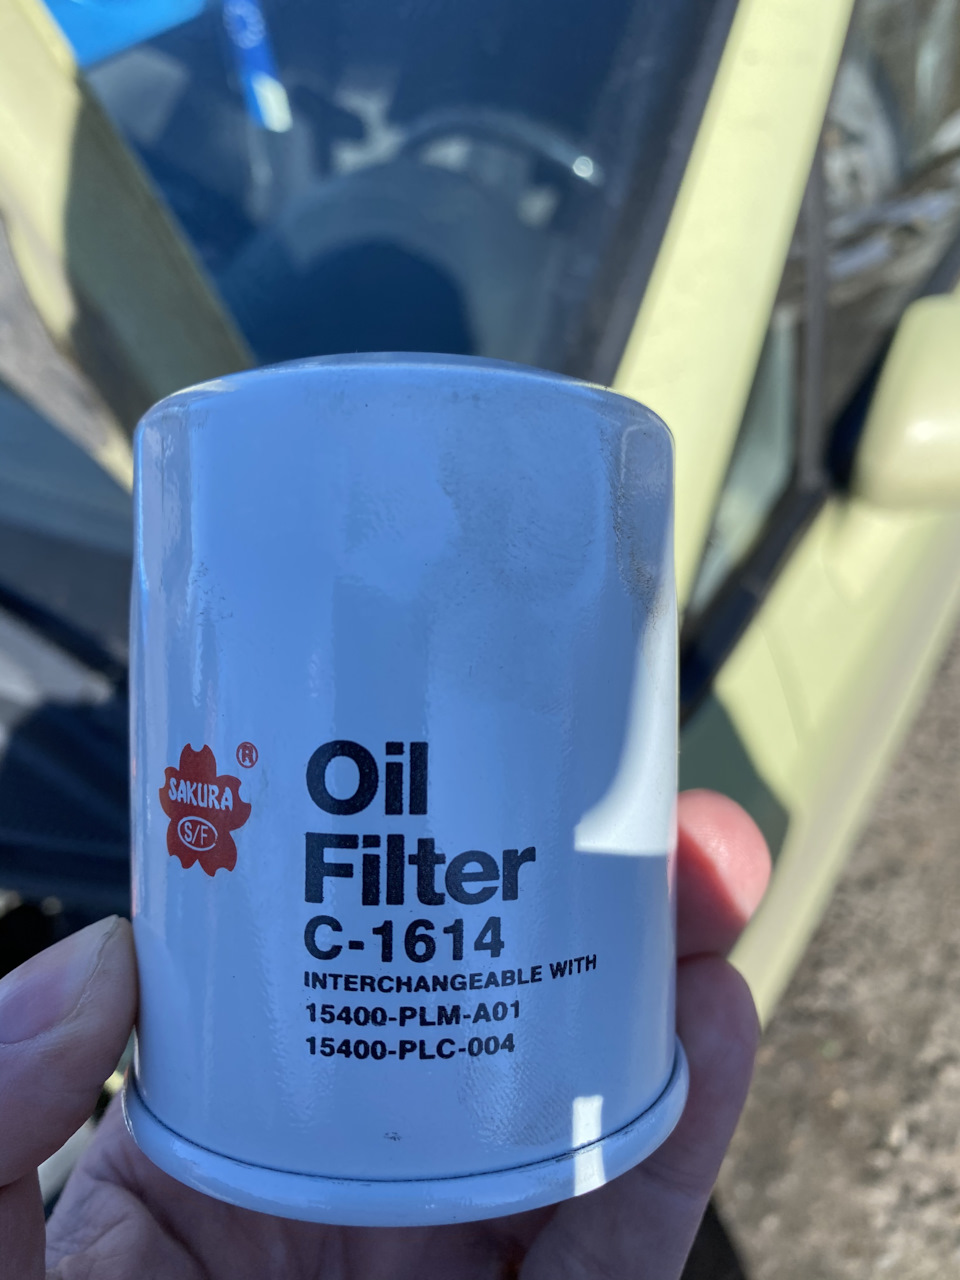 SAKURA ®
S/F
Oil
Filter
C-1614
INTERCHANGEABLE WITH
15400-PLM-A01
15400-PLC-004